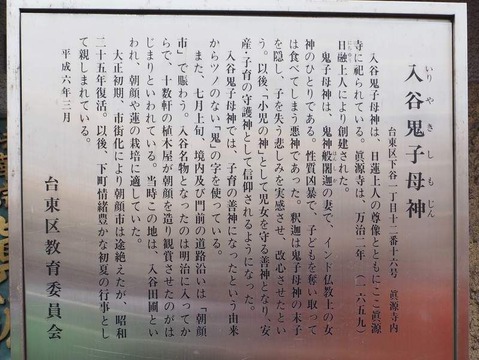 入谷鬼子母神
いりやきしもじん
台東区下谷一丁目十二番十六号 眞源寺内
入谷鬼子母神は、日蓮上人の尊像とともにここ眞源
寺に祀られている。眞源寺は、万治二年(一六五九)
日融上人により創建された。
鬼子母神は、鬼神般闍迦の妻で、インド仏教上の女
神のひとりである。性質凶暴で、子どもを奪い取って
は食べてしまう悪神であった。釈迦は鬼子母神の末子
を隠し、子を失う悲しみを実感させ、改心させたとい
う。以後、「小児の神」として児女を守る善神となり、安
産・子育の守護神として信仰されるようになった。
入谷鬼子母神では、子育の善神になったという由来
からツノのない「鬼」の字を使っている。
また、七月上旬、境内及び門前の道路沿いは「朝顔
市」で賑わう。入谷名物となったのは明治に入ってか
らで、十数軒の植木屋が朝顔を造り観賞させたのがは
じまりといわれている。当時この地は、入谷田圃とい
われ、朝顔や蓮の栽培に適していた。
大正初期、市街化により朝顔市は途絶えたが、昭和
二十五年復活。以後、下町情緒豊かな初夏の行事とし
て親しまれている。
平成六年三月
台東区教育委員会